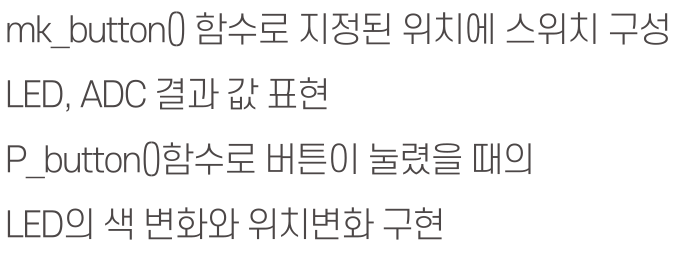 mk_button() 함수로 지정된 위치에 스위치 구성
LED, ADC 결과 값 표현
P_button()함수로 버튼이 눌렸을 때의
LED의 색 변화와 위치변화 구현